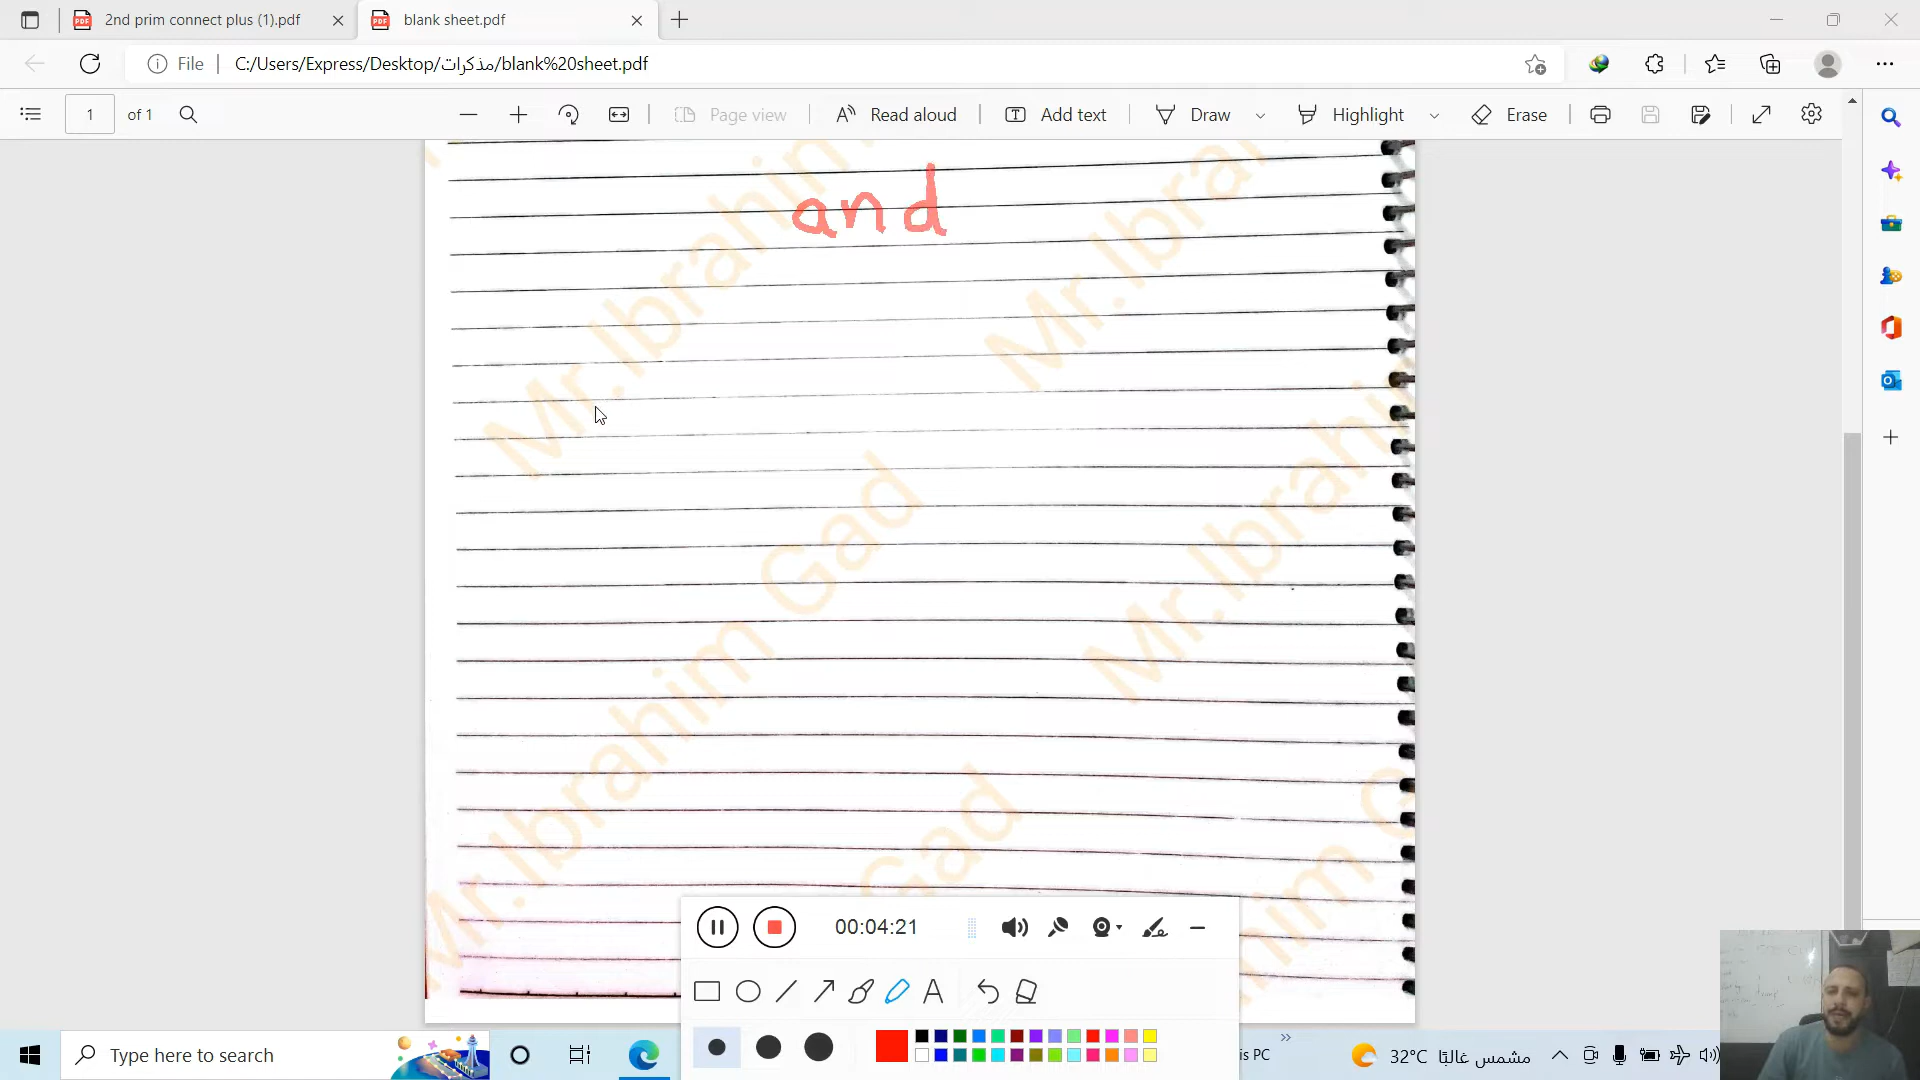 2nd prim connect plus (1).pdf
blank sheet.pdf
File
C:/Users/Express/Desktop/مذكرات/blank%20sheet.pdf
1 of 1
Page view
Read aloud
Add text
Draw
Highlight
Erase
and
Mr.Ibrahim
Mr.Ibrahim Gad
Mr.Ibrahim
Gad
00:04:21
A
Type here to search
is PC
32°C مشمس غالبًا